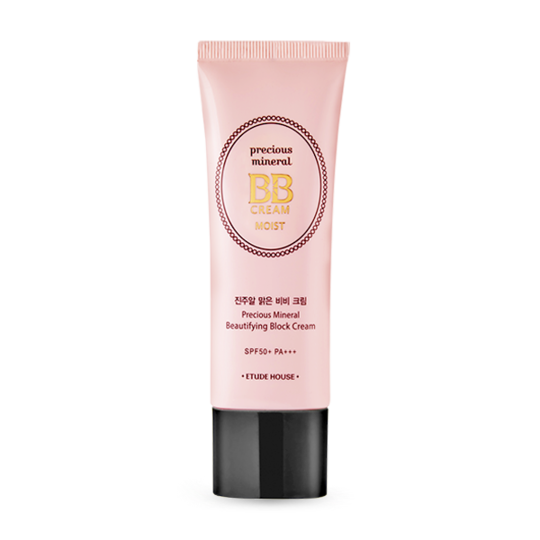 precious
mineral
BB
CREAM
MOIST
진주알 맑은 비비 크림
Precious Mineral
Beautifying Block Cream
SPF50+ PA+++
• ETUDE HOUSE •